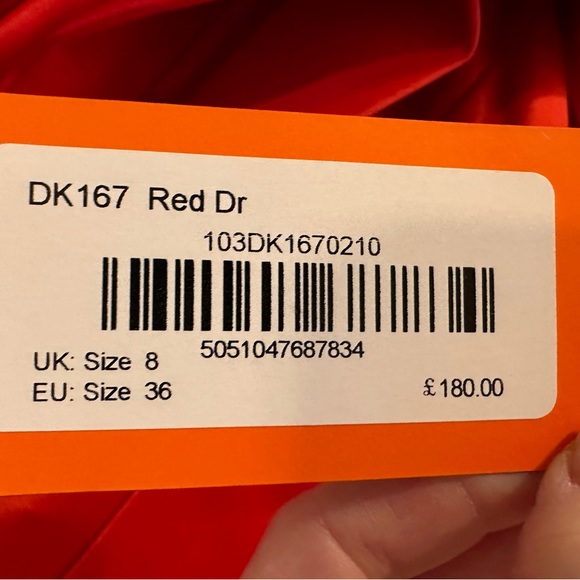 DK167 Red Dr
103DK1670210
5051047687834
UK: Size 8
EU: Size 36
£180.00